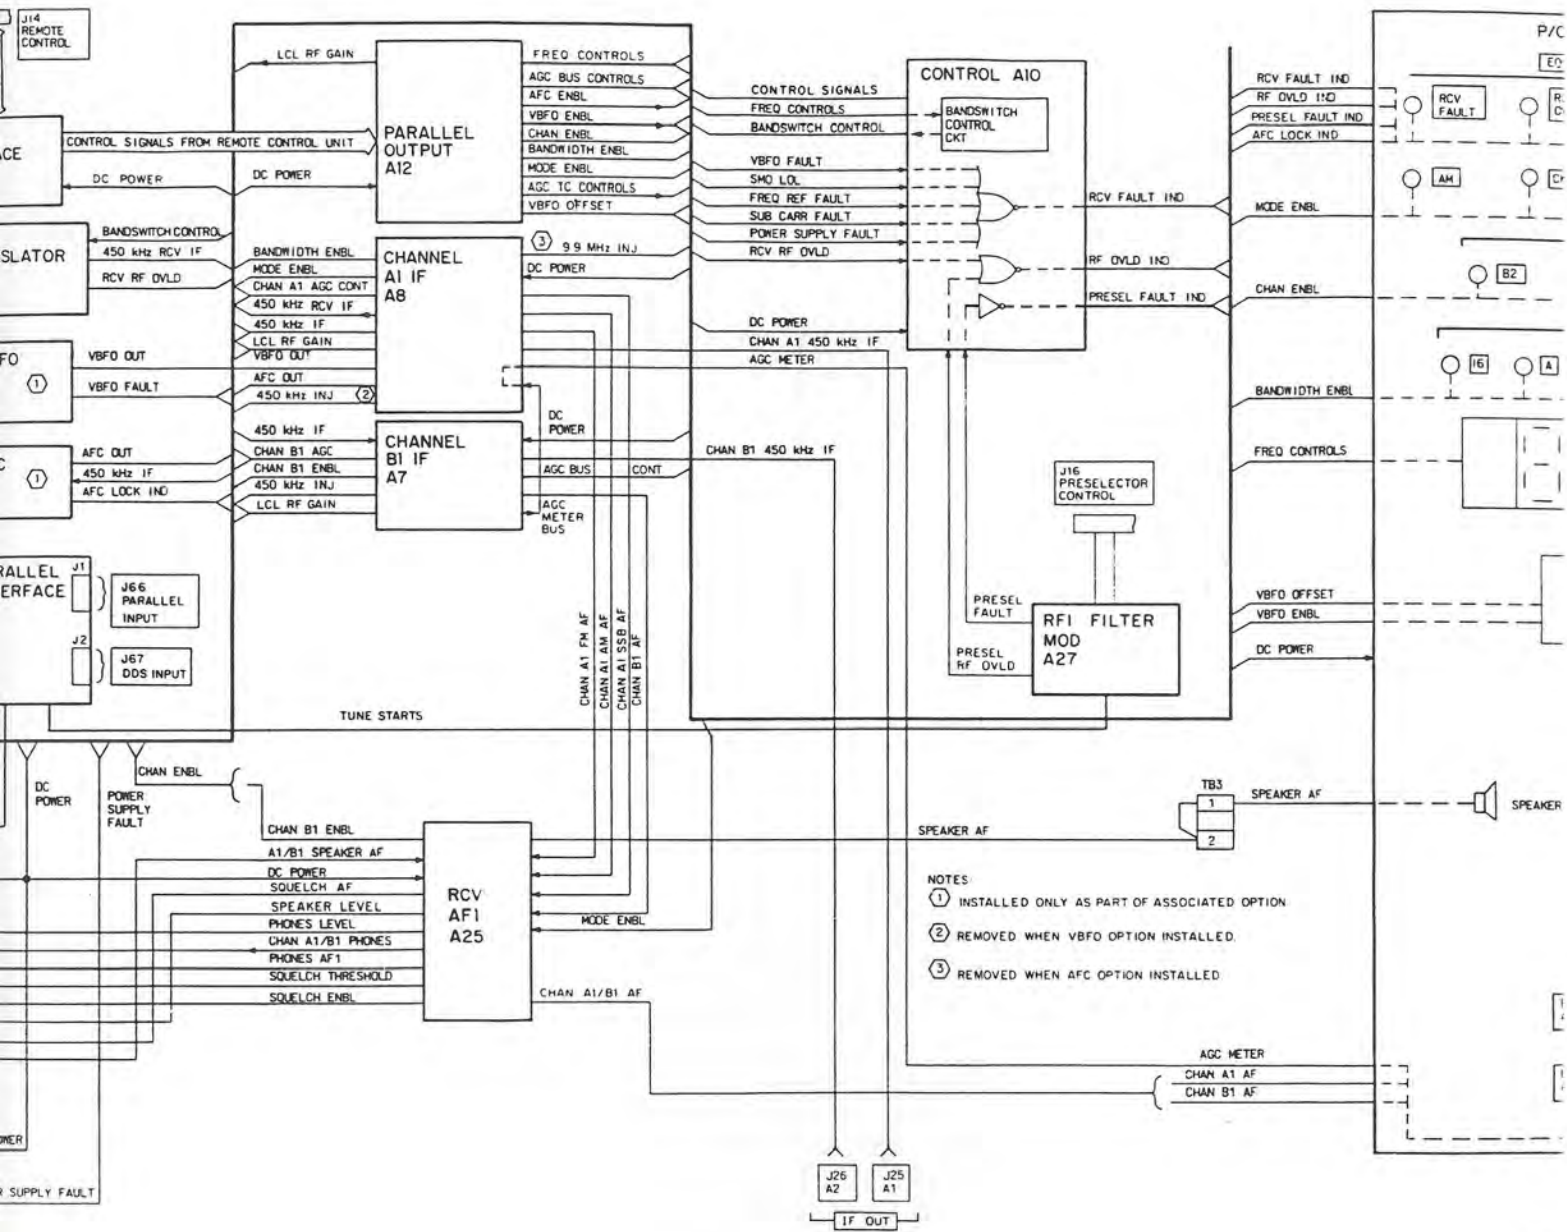 J14
REMOTE
CONTROL
LCL RF GAIN
PARALLEL
OUTPUT
A12
FREQ CONTROLS
AGC BUS CONTROLS
AFC ENBL
VBFO ENBL
CHAN ENBL
BANDWIDTH ENBL
MODE ENBL
AGC TC CONTROLS
VBFO OFFSET
ACE
CONTROL SIGNALS FROM REMOTE CONTROL UNIT
DC POWER
DC POWER
SLATOR
BANDSWITCH CONTROL
450 kHz RCV IF
RCV RF OVLD
BANDWIDTH ENBL
MODE ENBL
CHAN A1 AGC CONT
450 kHz RCV IF
450 kHz IF
LCL RF GAIN
VBFO OUT
AFC OUT
450 kHz INJ
2
CHANNEL
A1 IF
A8
3
9.9 MHz INJ
DC POWER
FO
1
VBFO OUT
VBFO FAULT
C
1
AFC OUT
450 kHz IF
AFC LOCK IND
450 kHz IF
CHAN B1 AGC
CHAN B1 ENBL
450 kHz INJ
LCL RF GAIN
CHANNEL
B1 IF
A7
DC
POWER
AGC BUS CONT
AGC
METER
BUS
CONTROL SIGNALS
FREQ CONTROLS
BANDSWITCH CONTROL
VBFO FAULT
SMO LOL
FREQ REF FAULT
SUB CARR FAULT
POWER SUPPLY FAULT
RCV RF OVLD
DC POWER
CHAN A1 450 kHz IF
AGC METER
CHAN B1 450 kHz IF
CONTROL A10
BANDSWITCH
CONTROL
CKT
RCV FAULT IND
RF OVLD IND
PRESEL FAULT IND
J16
PRESELECTOR
CONTROL
PRESEL
FAULT
PRESEL
RF OVLD
RFI FILTER
MOD
A27
RCV FAULT IND
RF OVLD IND
PRESEL FAULT IND
AFC LOCK IND
MODE ENBL
CHAN ENBL
BANDWIDTH ENBL
FREQ CONTROLS
VBFO OFFSET
VBFO ENBL
DC POWER
P/C
RCV
FAULT
AM
B2
16
A
RALLEL
ERFACE
J1
J66
PARALLEL
INPUT
J2
J67
DDS INPUT
TUNE STARTS
CHAN A1 FM AF
CHAN A1 AM AF
CHAN A1 SSB AF
CHAN B1 AF
DC
POWER
POWER
SUPPLY
FAULT
CHAN ENBL
CHAN B1 ENBL
A1/B1 SPEAKER AF
DC POWER
SQUELCH AF
SPEAKER LEVEL
PHONES LEVEL
CHAN A1/B1 PHONES
PHONES AF1
SQUELCH THRESHOLD
SQUELCH ENBL
RCV
AF1
A25
MODE ENBL
CHAN A1/B1 AF
SPEAKER AF
TB3
1
2
SPEAKER AF
SPEAKER
NOTES
1 INSTALLED ONLY AS PART OF ASSOCIATED OPTION
2 REMOVED WHEN VBFO OPTION INSTALLED.
3 REMOVED WHEN AFC OPTION INSTALLED
AGC METER
CHAN A1 AF
CHAN B1 AF
J26
A2
J25
A1
IF OUT
OWER
R SUPPLY FAULT